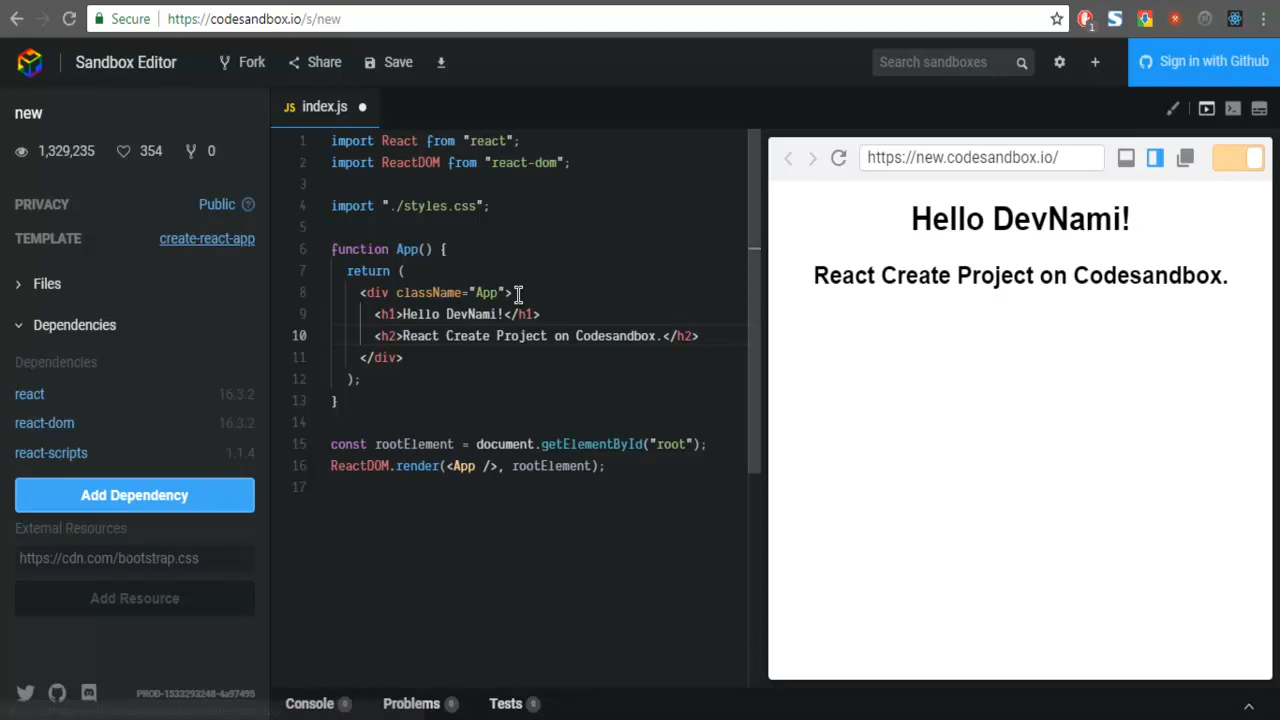 Secure https://codesandbox.io/s/new
1
Sandbox Editor Fork Share Save Search sandboxes + Sign in with Github
new
1,329,235 354 0
PRIVACY Public ?
TEMPLATE create-react-app
Files
Dependencies
Dependencies
react 16.3.2
react-dom 16.3.2
react-scripts 1.1.4
Add Dependency
External Resources
https://cdn.com/bootstrap.css
Add Resource
PROD-1533293248-4a97495
JS index.js
1 import React from "react";
2 import ReactDOM from "react-dom";
3
4 import "./styles.css";
5
6 function App() {
7 return (
8 <div className="App">
9 <h1>Hello DevNami!</h1>
10 <h2>React Create Project on Codesandbox.</h2>
11 </div>
12 );
13 }
14
15 const rootElement = document.getElementById("root");
16 ReactDOM.render(<App />, rootElement);
17
https://new.codesandbox.io/
Hello DevNami!
React Create Project on Codesandbox.
Console 0 Problems 0 Tests 0